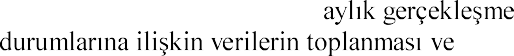 aylık gerçekleşme
durumlarına ilişkin verilerin toplanması ve